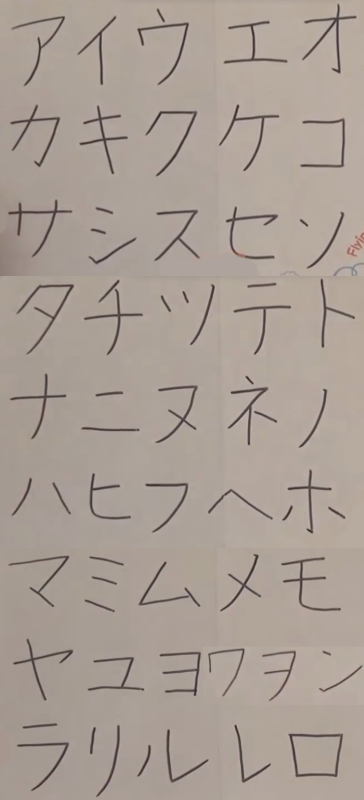 アイウエオ
カキクケコ
サシスセソ
タチツテト
ナニヌネノ
ハヒフヘホ
マミムメモ
ヤユヨワヲン
ラリルレロ